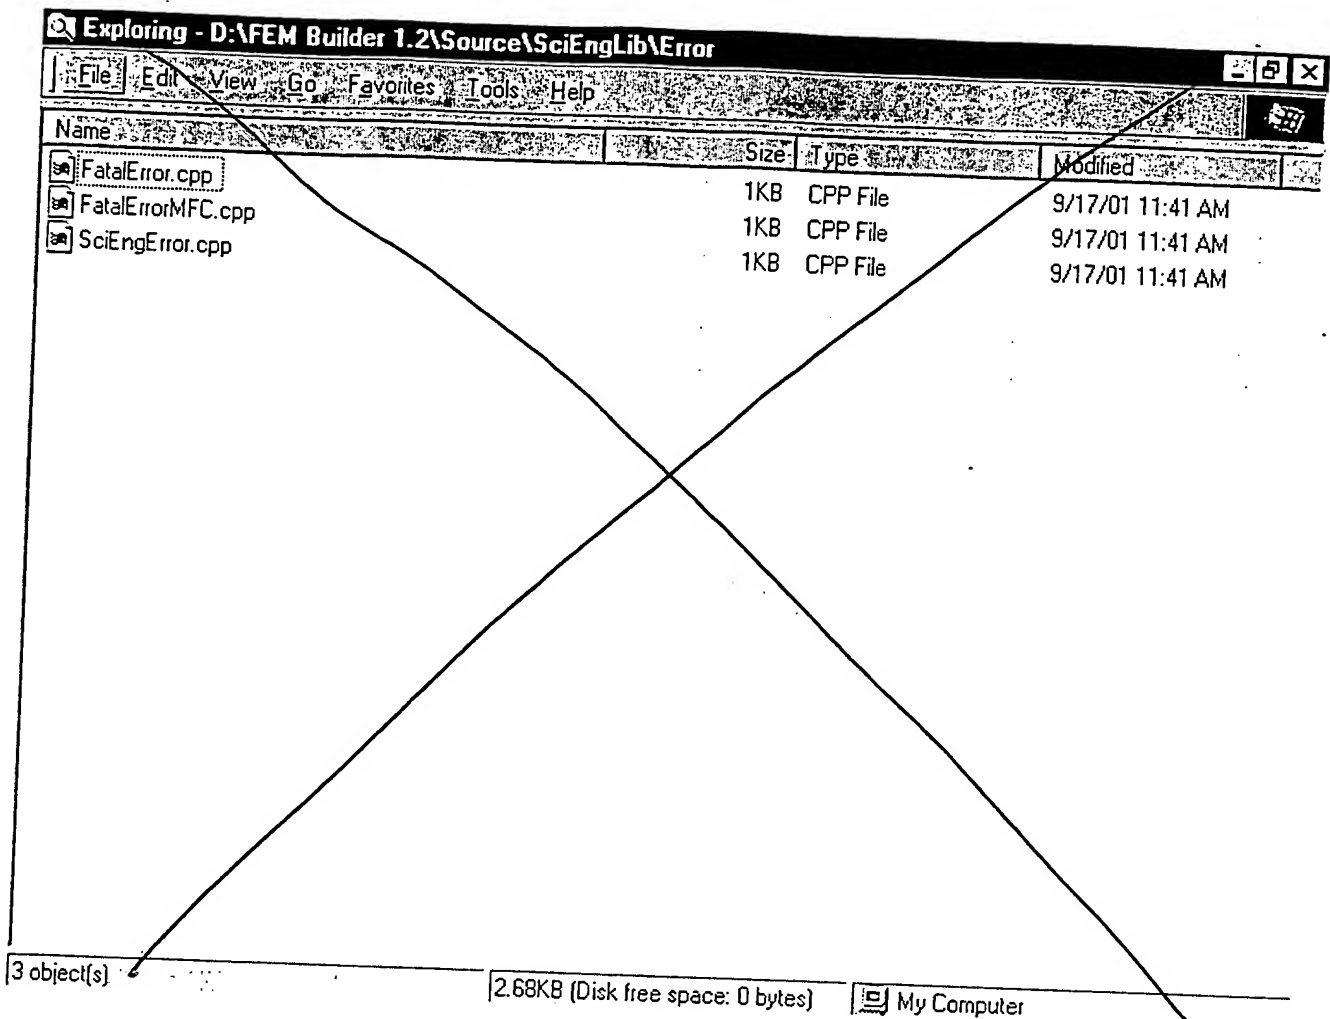 Exploring - D:\FEM Builder 1.2\Source\SciEngLib\Error
File Edit View Go Favorites Tools Help
Name Size Type Modified
FatalError.cpp 1KB CPP File 9/17/01 11:41 AM
FatalErrorMFC.cpp 1KB CPP File 9/17/01 11:41 AM
SciEngError.cpp 1KB CPP File 9/17/01 11:41 AM
3 object(s) 2.68KB (Disk free space: 0 bytes) My Computer